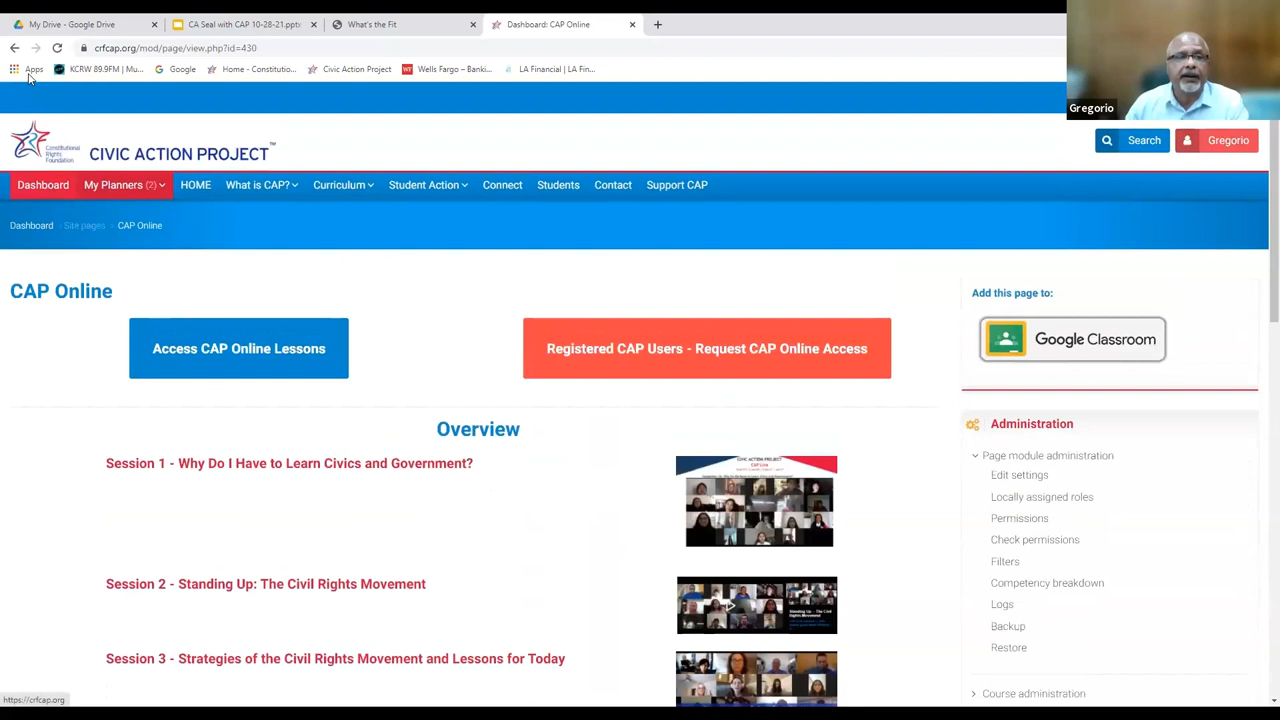 My Drive - Google Drive
CA Seal with CAP 10-28-21.pptx
What's the Fit
Dashboard: CAP Online
crfcap.org/mod/page/view.php?id=430
Apps
KCRW 89.9FM | Mu...
Google
Home - Constitutio...
Civic Action Project
Wells Fargo – Banki...
LA Financial | LA Fin...
Gregorio
Constitutional
Rights
Foundation
CIVIC ACTION PROJECT™
Search
Gregorio
Dashboard
My Planners (2)
HOME
What is CAP?
Curriculum
Student Action
Connect
Students
Contact
Support CAP
Dashboard
Site pages
CAP Online
CAP Online
Access CAP Online Lessons
Registered CAP Users - Request CAP Online Access
Overview
Session 1 - Why Do I Have to Learn Civics and Government?
Session 2 - Standing Up: The Civil Rights Movement
Session 3 - Strategies of the Civil Rights Movement and Lessons for Today
CIVIC ACTION PROJECT
Add this page to:
Google Classroom
Administration
Page module administration
Edit settings
Locally assigned roles
Permissions
Check permissions
Filters
Competency breakdown
Logs
Backup
Restore
Course administration
https://crfcap.org